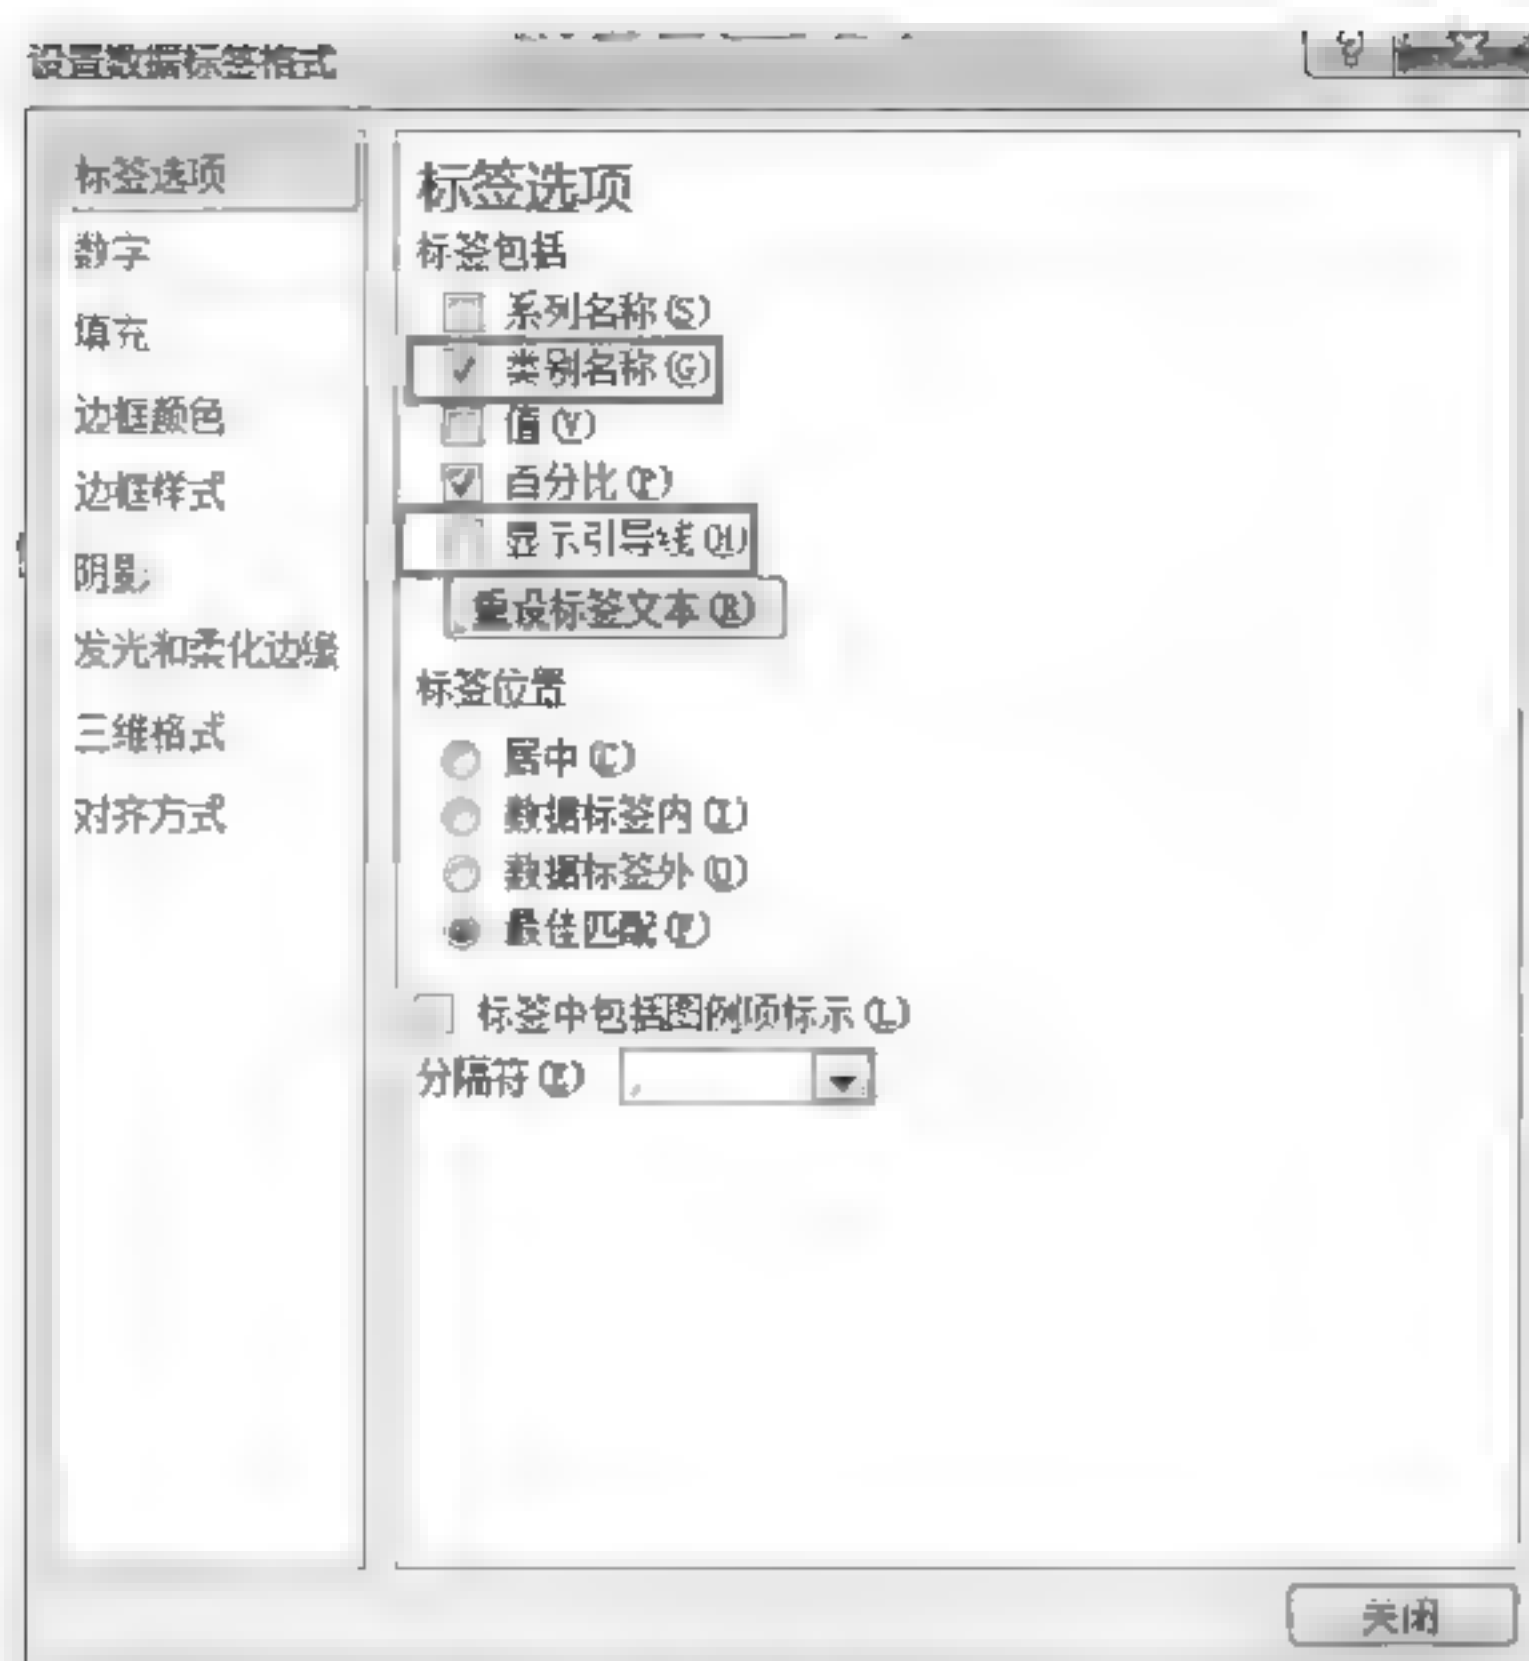 设置数据标签格式
标签选项
数字
填充
边框颜色
边框样式
阴影
发光和柔化边缘
三维格式
对齐方式
标签选项
标签包括
系列名称(S)
类别名称(G)
值(V)
百分比(P)
显示引导线(H)
重设标签文本(R)
标签位置
居中(C)
数据标签内(I)
数据标签外(O)
最佳匹配(F)
标签中包括图例项标示(L)
分隔符(E) ,
关闭